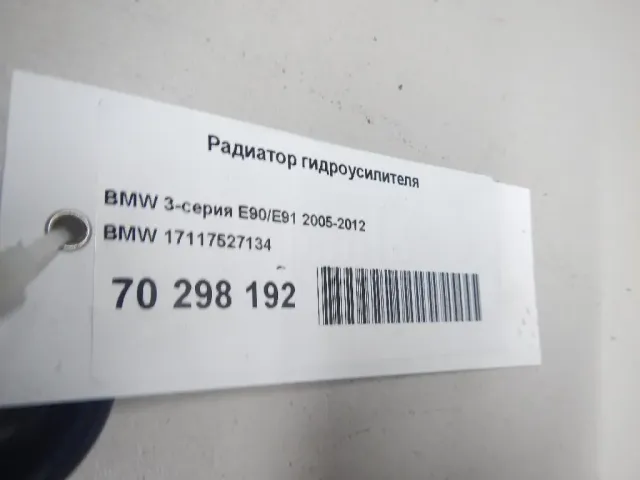 Радиатор гидроусилителя
BMW 3-серия E90/E91 2005-2012
BMW 17117527134
70 298 192